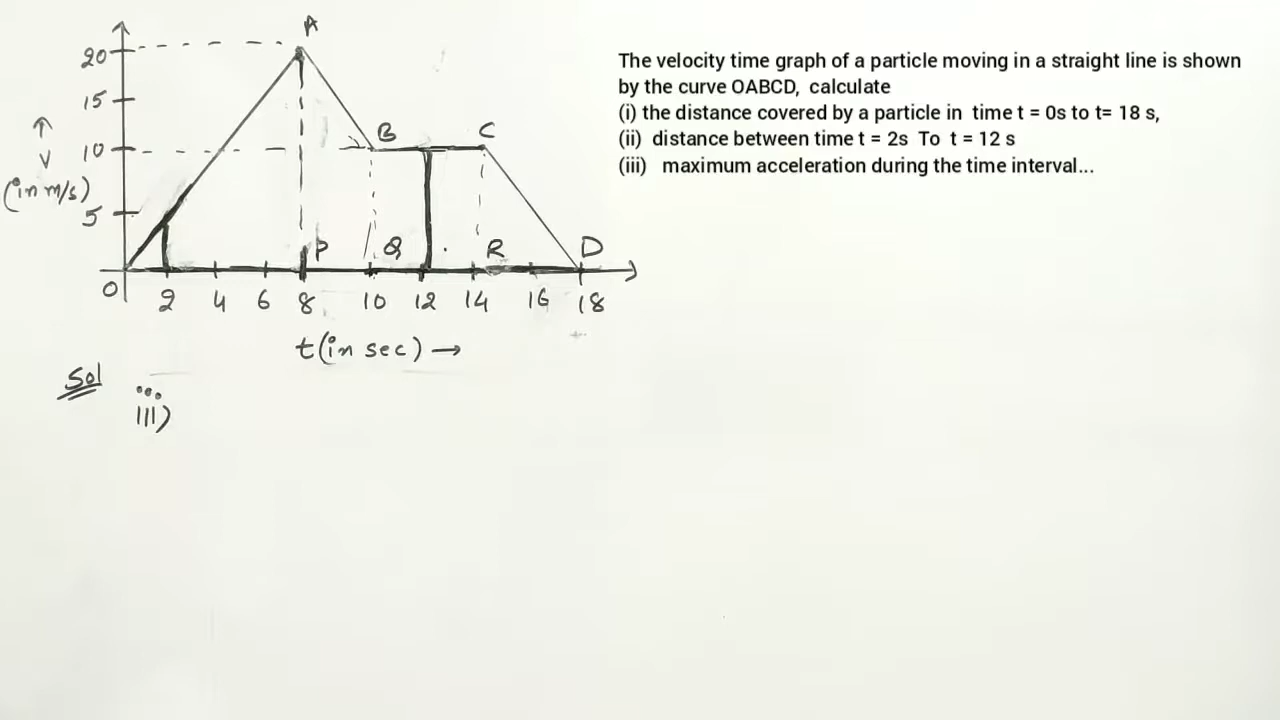 The velocity time graph of a particle moving in a straight line is shown
by the curve OABCD, calculate
(i) the distance covered by a particle in time t = 0s to t= 18 s,
(ii) distance between time t = 2s To t = 12 s
(iii) maximum acceleration during the time interval...
A
20
15
B
C
10
V
(in m/s)
5
P
Q
R
D
0
2 4 6 8 10 12 14 16 18
t(in sec) →
Sol
iii)